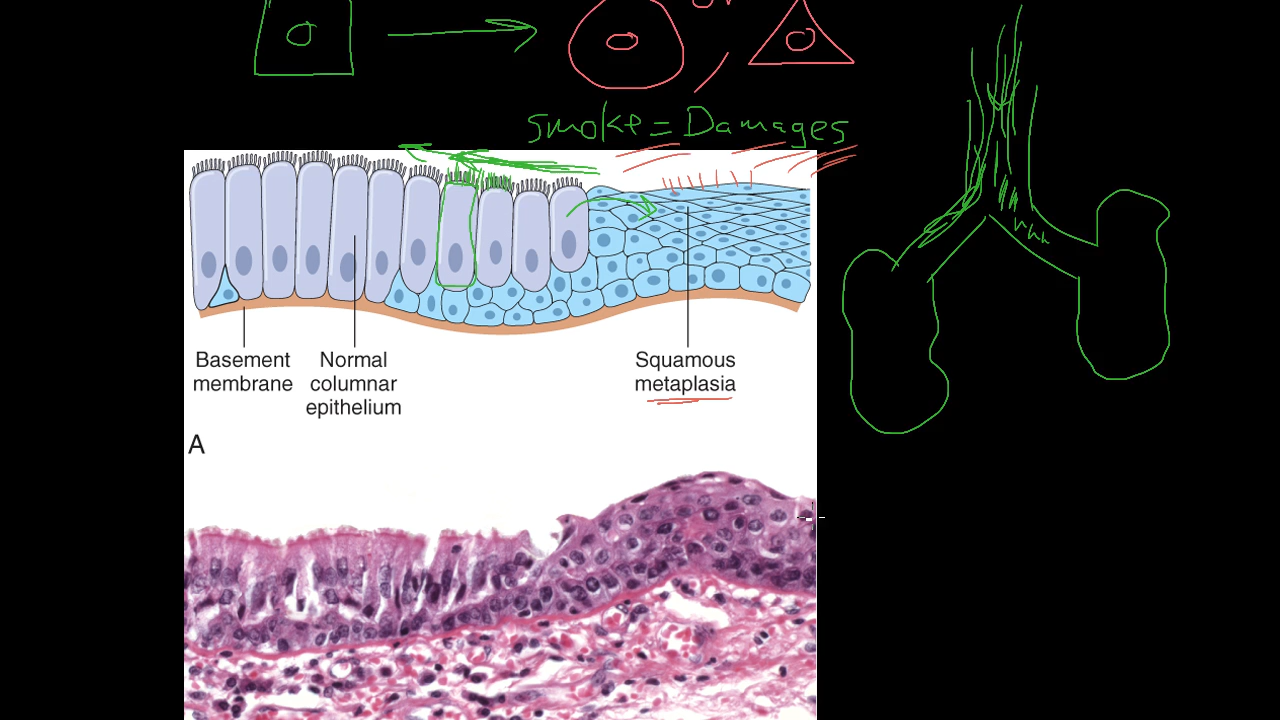 smoke = Damages
Basement
membrane
Normal
columnar
epithelium
Squamous
metaplasia
A